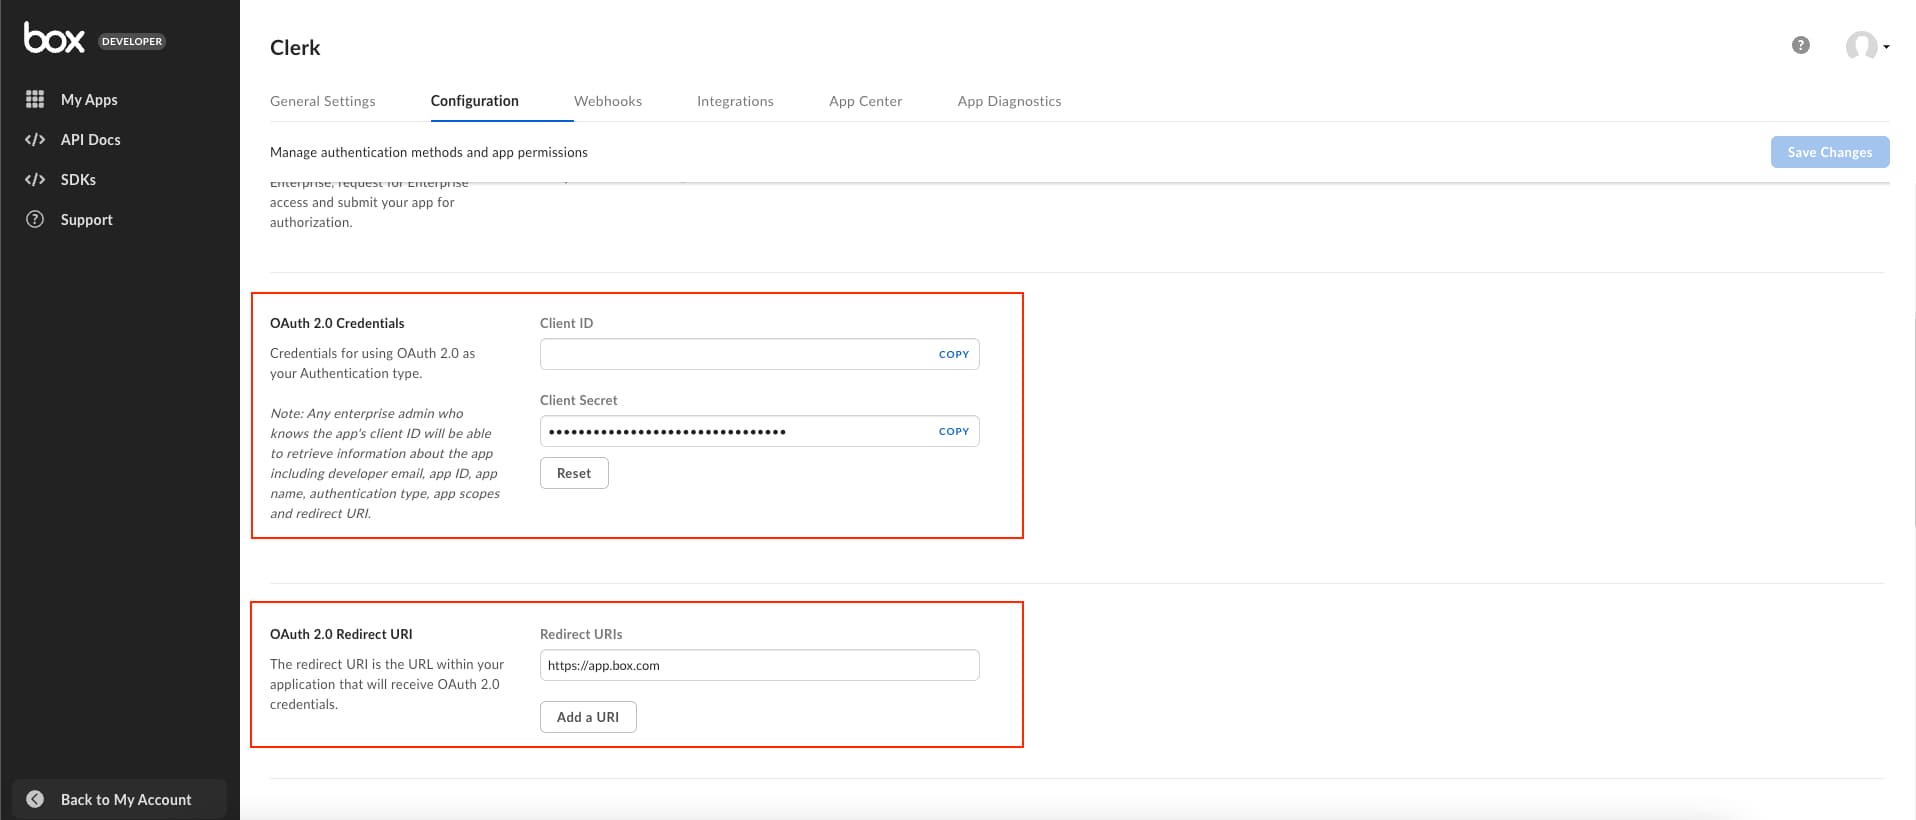 box DEVELOPER
My Apps
API Docs
SDKs
Support
Back to My Account
Clerk
?
General Settings
Configuration
Webhooks
Integrations
App Center
App Diagnostics
Manage authentication methods and app permissions
Save Changes
Enterprise, request for Enterprise
access and submit your app for
authorization.
OAuth 2.0 Credentials
Credentials for using OAuth 2.0 as
your Authentication type.
Note: Any enterprise admin who
knows the app's client ID will be able
to retrieve information about the app
including developer email, app ID, app
name, authentication type, app scopes
and redirect URI.
Client ID
COPY
Client Secret
•••••••••••••••••••••••••••••••• COPY
Reset
OAuth 2.0 Redirect URI
The redirect URI is the URL within your
application that will receive OAuth 2.0
credentials.
Redirect URIs
https://app.box.com
Add a URI